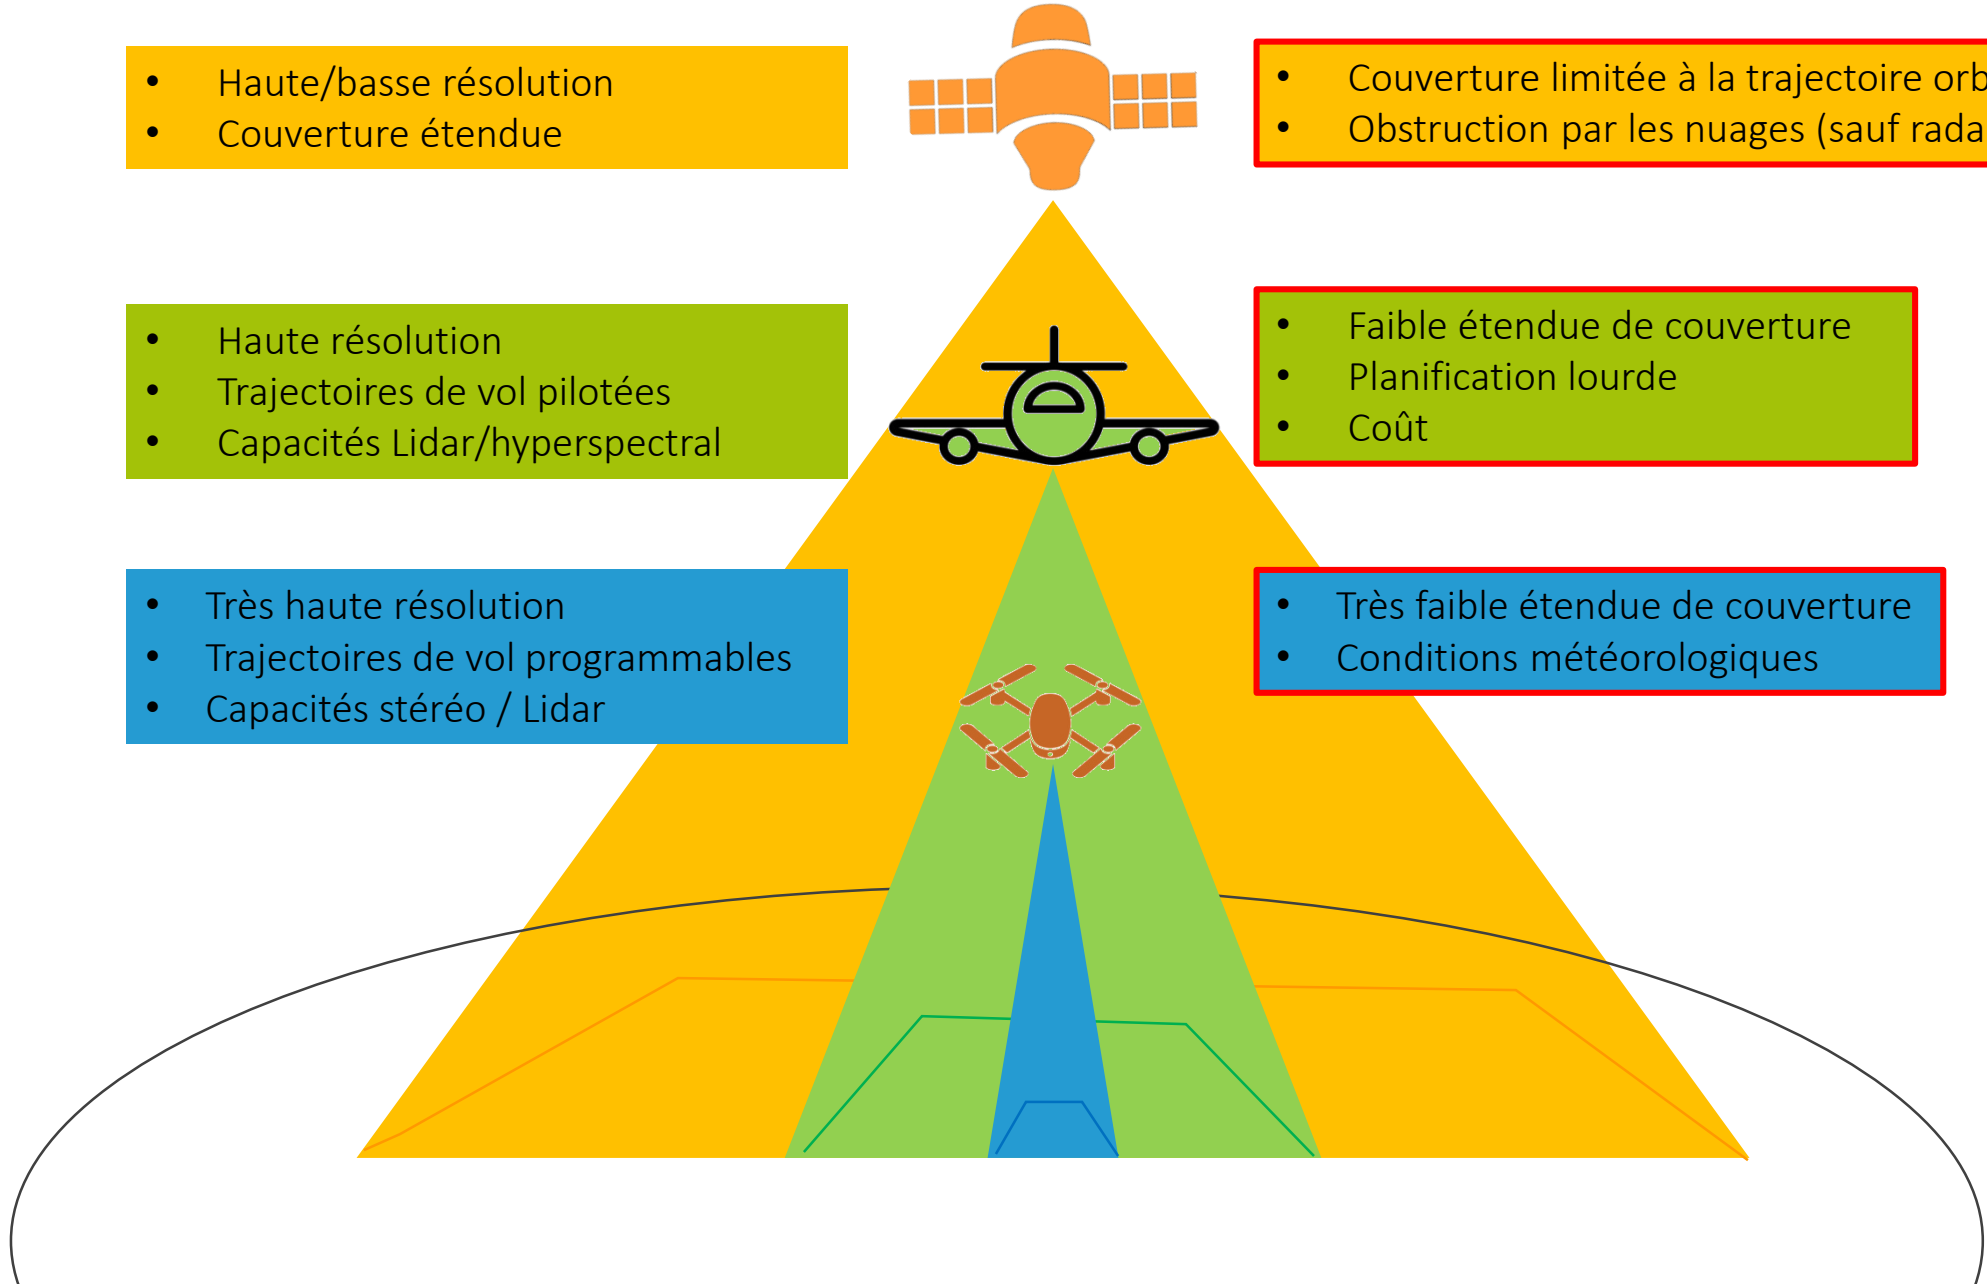 • Haute/basse résolution
• Couverture étendue
• Couverture limitée à la trajectoire
• Obstruction par les nuages (sauf
• Haute résolution
• Trajectoires de vol pilotées
• Capacités Lidar/hyperspectral
• Faible étendue de couverture
• Planification lourde
• Coût
• Très haute résolution
• Trajectoires de vol programmables
• Capacités stéréo / Lidar
• Très faible étendue de couverture
• Conditions météorologiques